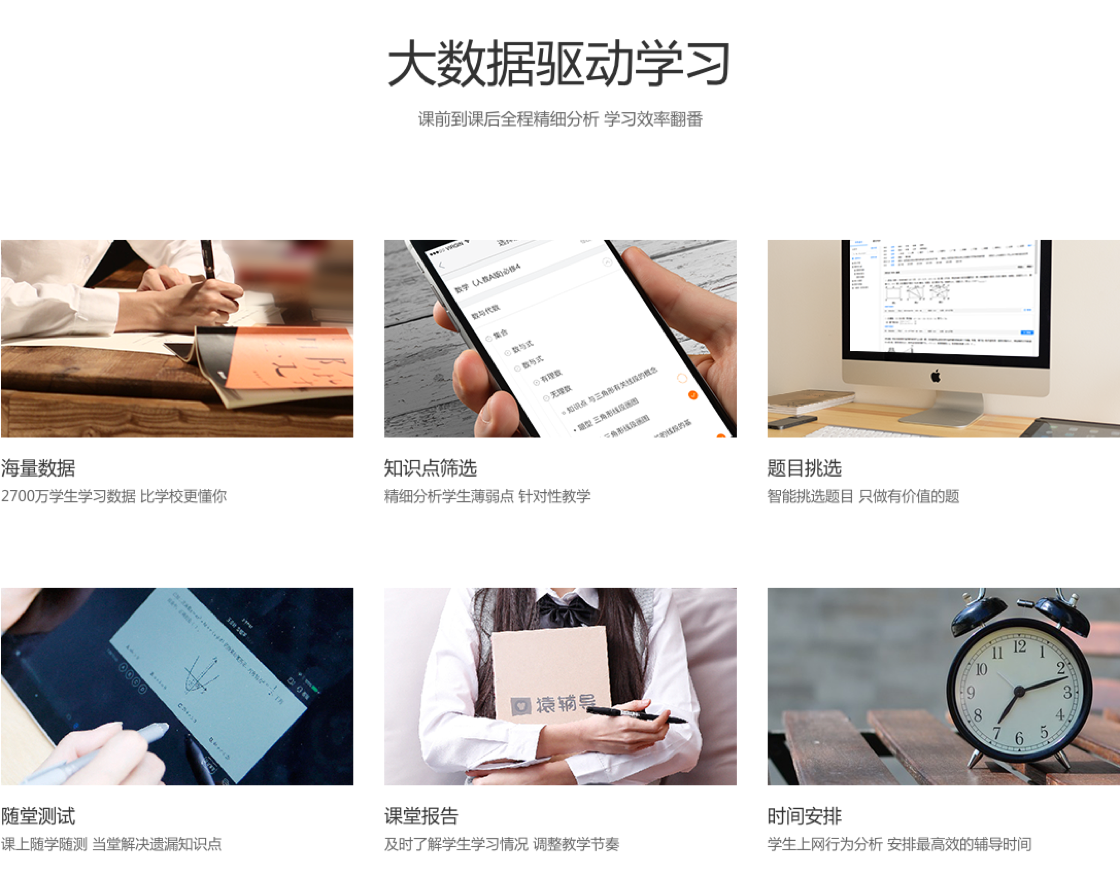 大数据驱动学习
课前到课后全程精细分析 学习效率翻番
数学（人教A版)必修4
数与代数
集合
数与式
数与式
有理数
无理数
知识点 与三角形有关线段的概念
题型 三角形线段画图
三角形线段画图
海量数据
2700万学生学习数据 比学校更懂你
知识点筛选
精细分析学生薄弱点 针对性教学
题目挑选
智能挑选题目 只做有价值的题
猿辅导
12
1
2
3
4
5
6
7
8
9
10
11
随堂测试
课上随学随测 当堂解决遗漏知识点
课堂报告
及时了解学生学习情况 调整教学节奏
时间安排
学生上网行为分析 安排最高效的辅导时间